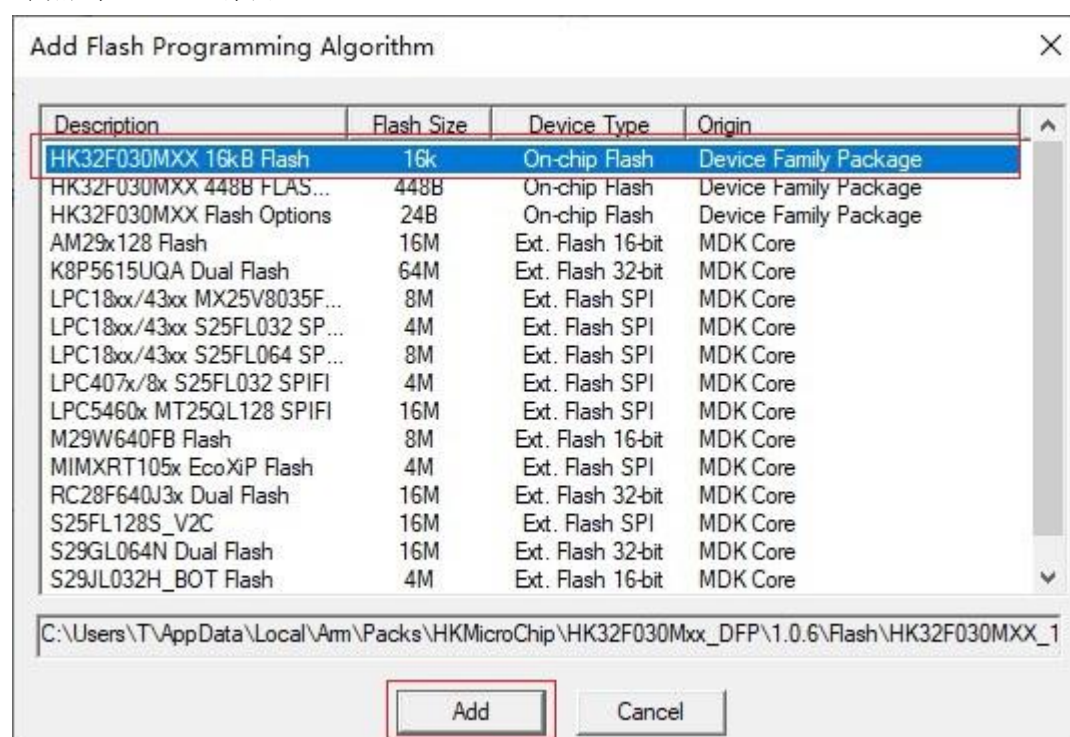 Add Flash Programming Algorithm
Description Flash Size Device Type Origin
HK32F030MXX 16kB Flash 16k On-chip Flash Device Family Package
HK32F030MXX 448B FLAS... 448B On-chip Flash Device Family Package
HK32F030MXX Flash Options 24B On-chip Flash Device Family Package
AM29x128 Flash 16M Ext. Flash 16-bit MDK Core
K8P5615UQA Dual Flash 64M Ext. Flash 32-bit MDK Core
LPC18xx/43xx MX25V8035F... 8M Ext. Flash SPI MDK Core
LPC18xx/43xx S25FL032 SP... 4M Ext. Flash SPI MDK Core
LPC18xx/43xx S25FL064 SP... 8M Ext. Flash SPI MDK Core
LPC407x/8x S25FL032 SPIFI 4M Ext. Flash SPI MDK Core
LPC5460x MT25QL128 SPIFI 16M Ext. Flash SPI MDK Core
M29W640FB Flash 8M Ext. Flash 16-bit MDK Core
MIMXRT105x EcoXiP Flash 4M Ext. Flash SPI MDK Core
RC28F640J3x Dual Flash 16M Ext. Flash 32-bit MDK Core
S25FL128S_V2C 16M Ext. Flash SPI MDK Core
S29GL064N Dual Flash 16M Ext. Flash 32-bit MDK Core
S29JL032H_BOT Flash 4M Ext. Flash 16-bit MDK Core
C:\Users\T\AppData\Local\Arm\Packs\HKMicroChip\HK32F030Mxx_DFP\1.0.6\Flash\HK32F030MXX_1
Add Cancel